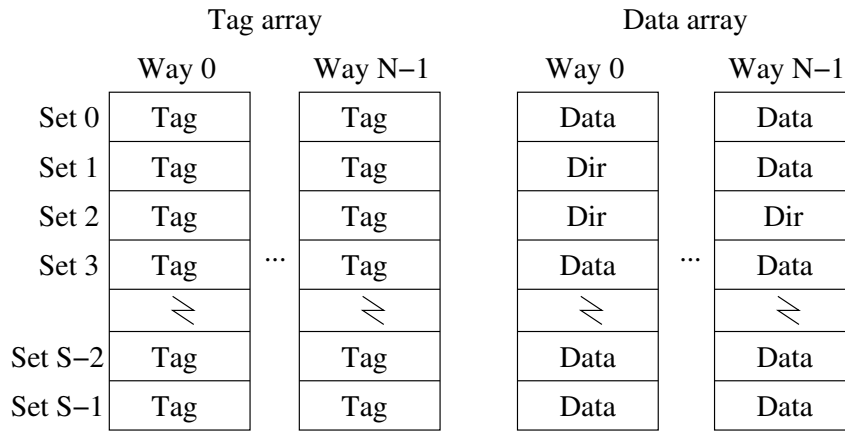 Tag array Data array
Way 0 Way N−1 Way 0 Way N−1
Set 0 Tag Tag Data Data
Set 1 Tag Tag Dir Data
Set 2 Tag Tag Dir Dir
Set 3 Tag ... Tag Data ... Data
Set S−2 Tag Tag Data Data
Set S−1 Tag Tag Data Data